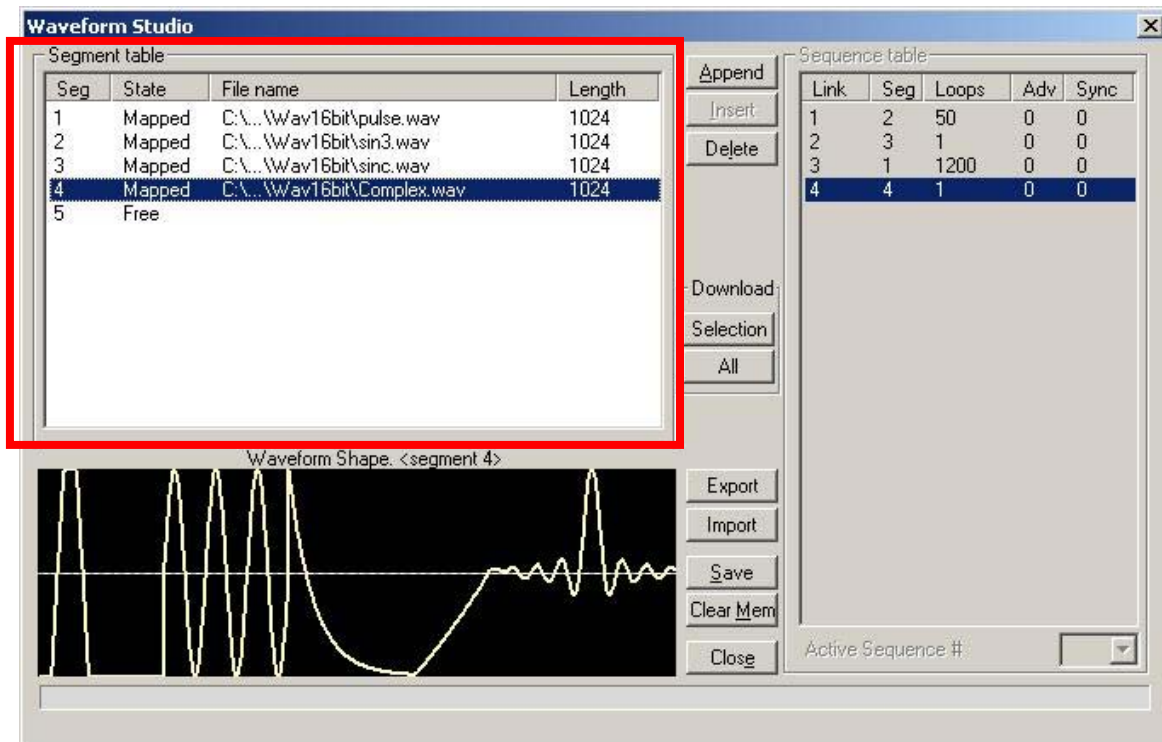 Waveform Studio
Segment table
Seg State File name Length
1 Mapped C:\...\Wav16bit\pulse.wav 1024
2 Mapped C:\...\Wav16bit\sin3.wav 1024
3 Mapped C:\...\Wav16bit\sinc.wav 1024
4 Mapped C:\...\Wav16bit\Complex.wav 1024
5 Free
Append
Insert
Delete
Download
Selection
All
Sequence table
Link Seg Loops Adv Sync
1 2 50 0 0
2 3 1 0 0
3 1 1200 0 0
4 4 1 0 0
Waveform Shape. <segment 4>
Export
Import
Save
Clear Mem
Close
Active Sequence #